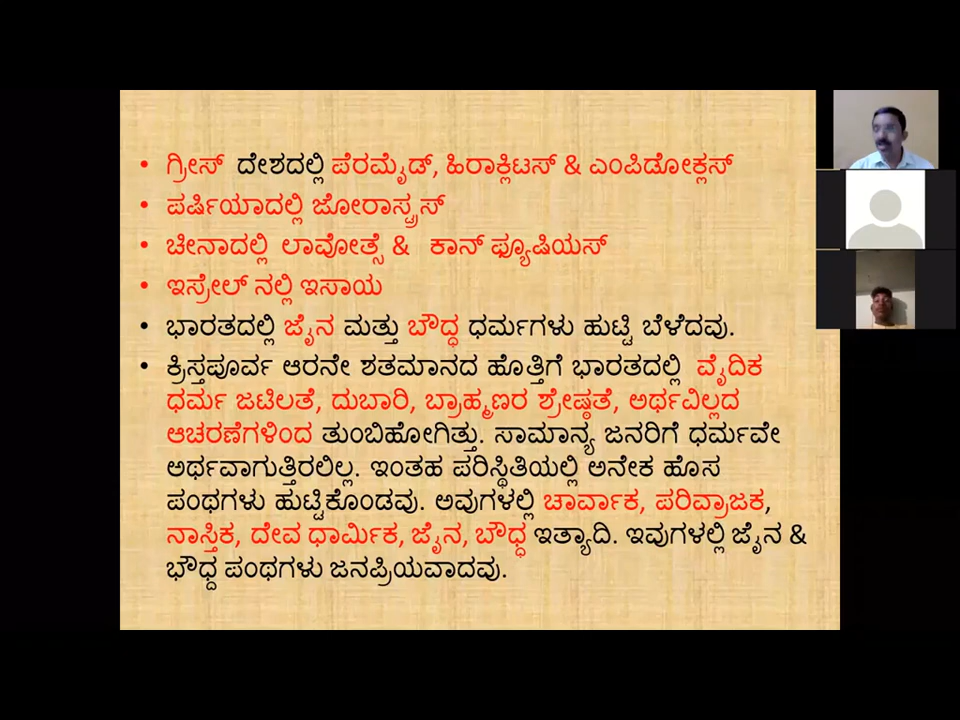 • ಗ್ರೀಸ್ ದೇಶದಲ್ಲಿ ಪೆರಮೈಡ್, ಹಿರಾಕ್ಲಿಟಸ್ & ಎಂಪಿಡೋಕ್ಲಸ್
• ಪರ್ಷಿಯಾದಲ್ಲಿ ಜೋರಾಸ್ಟ್ರಸ್
• ಚೀನಾದಲ್ಲಿ ಲಾವೋತ್ಸೆ & ಕಾನ್ ಫ್ಯೂಷಿಯಸ್
• ಇಸ್ರೇಲ್ ನಲ್ಲಿ ಇಸಾಯ
• ಭಾರತದಲ್ಲಿ ಜೈನ ಮತ್ತು ಬೌದ್ಧ ಧರ್ಮಗಳು ಹುಟ್ಟಿ ಬೆಳೆದವು.
• ಕ್ರಿಸ್ತಪೂರ್ವ ಆರನೇ ಶತಮಾನದ ಹೊತ್ತಿಗೆ ಭಾರತದಲ್ಲಿ ವೈದಿಕ
ಧರ್ಮ ಜಟಿಲತೆ, ದುಬಾರಿ, ಬ್ರಾಹ್ಮಣರ ಶ್ರೇಷ್ಠತೆ, ಅರ್ಥವಿಲ್ಲದ
ಆಚರಣೆಗಳಿಂದ ತುಂಬಿಹೋಗಿತ್ತು. ಸಾಮಾನ್ಯ ಜನರಿಗೆ ಧರ್ಮವೇ
ಅರ್ಥವಾಗುತ್ತಿರಲಿಲ್ಲ. ಇಂತಹ ಪರಿಸ್ಥಿತಿಯಲ್ಲಿ ಅನೇಕ ಹೊಸ
ಪಂಥಗಳು ಹುಟ್ಟಿಕೊಂಡವು. ಅವುಗಳಲ್ಲಿ ಚಾರ್ವಾಕ, ಪರಿವ್ರಾಜಕ,
ನಾಸ್ತಿಕ, ದೇವ ಧಾರ್ಮಿಕ, ಜೈನ, ಬೌಧ್ಧ ಇತ್ಯಾದಿ. ಇವುಗಳಲ್ಲಿ ಜೈನ &
ಭೌಧ್ದ ಪಂಥಗಳು ಜನಪ್ರಿಯವಾದವು.